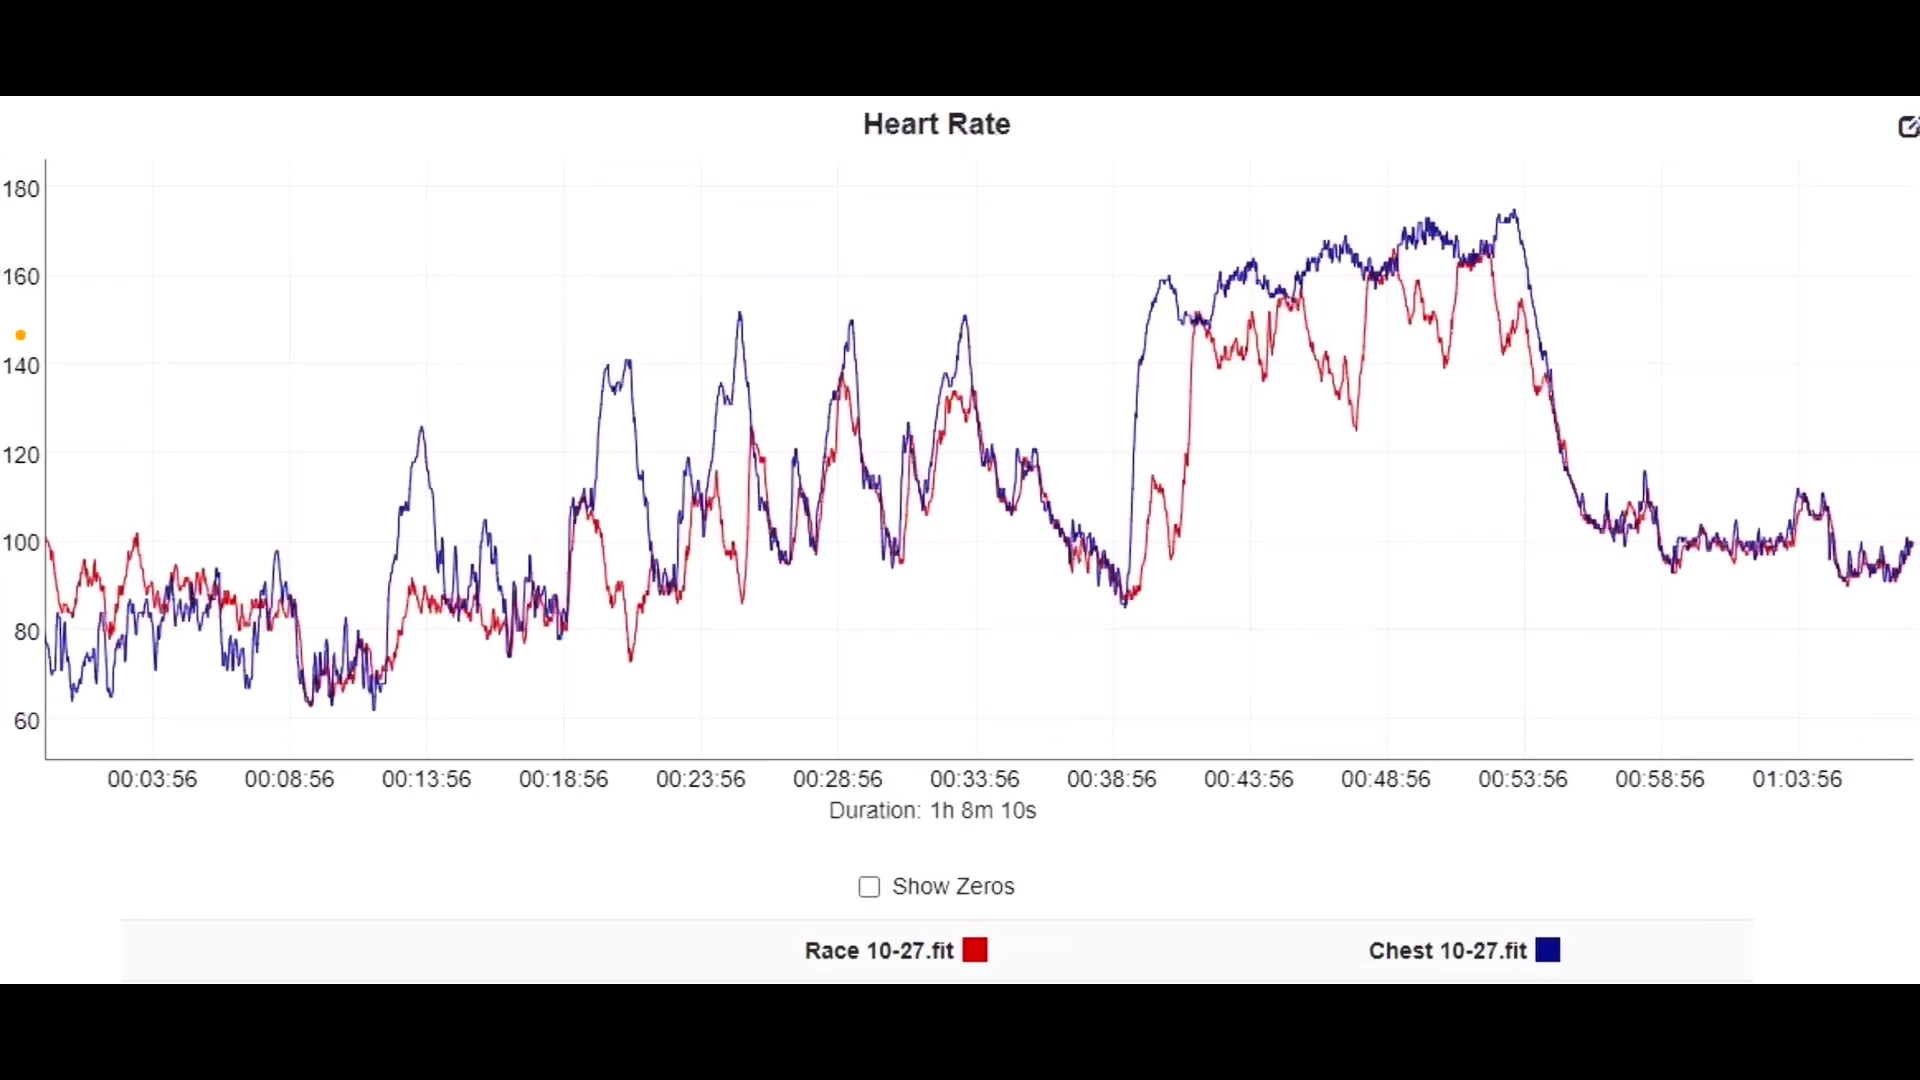 Heart Rate
180
160
140
120
100
80
60
00:03:56 00:08:56 00:13:56 00:18:56 00:23:56 00:28:56 00:33:56 00:38:56 00:43:56 00:48:56 00:53:56 00:58:56 01:03:56
Duration: 1h 8m 10s
Show Zeros
Race 10-27.fit Chest 10-27.fit